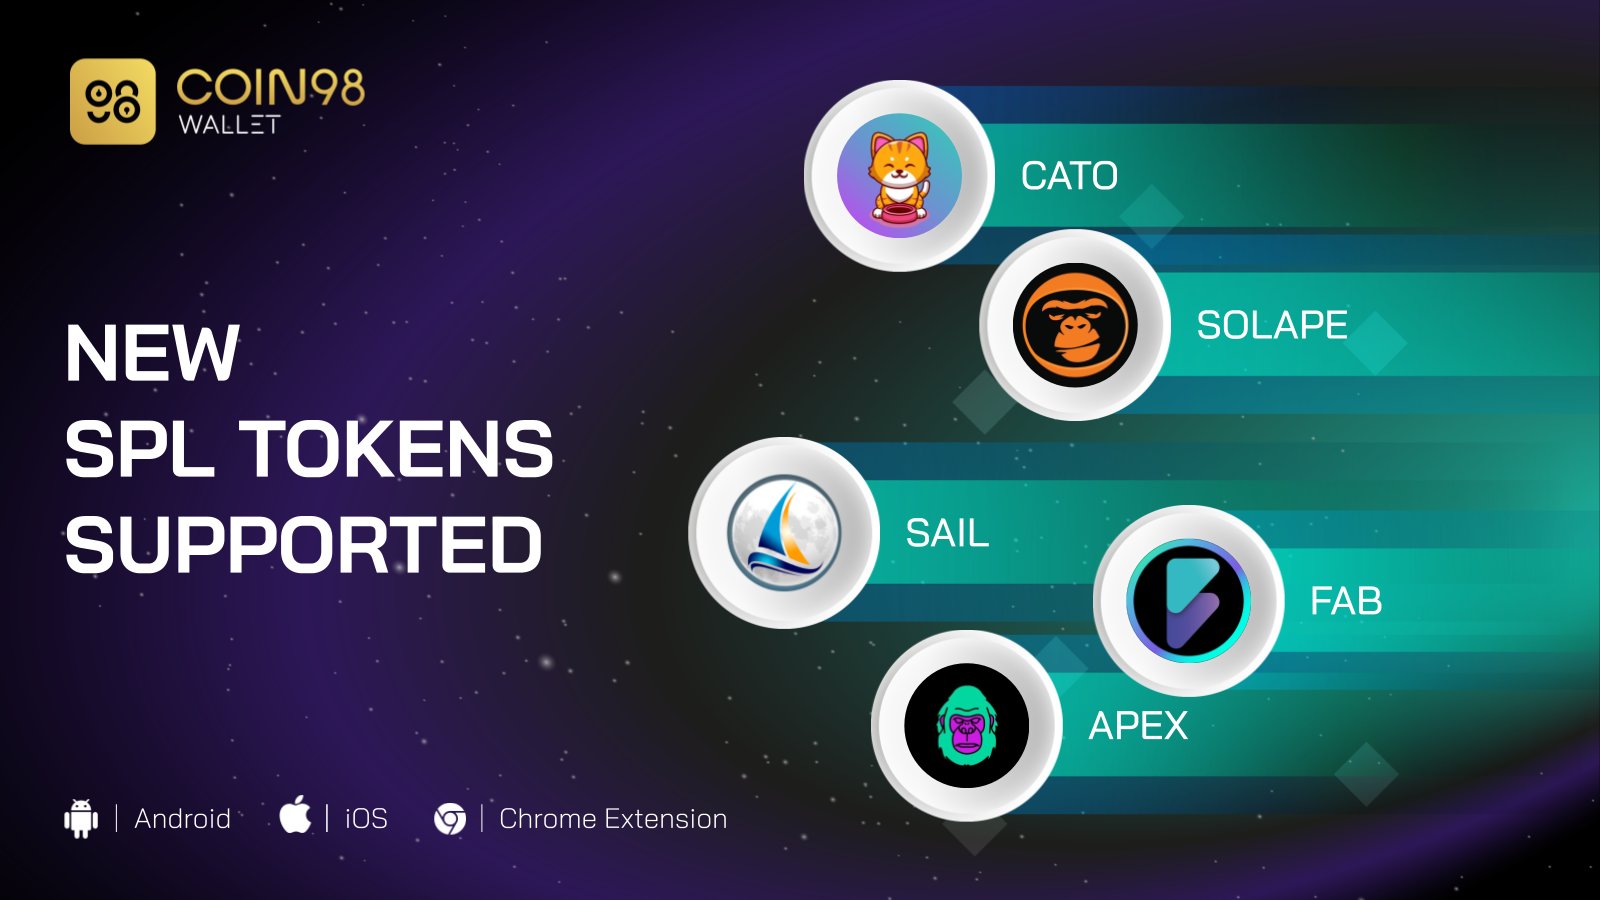 COIN98
WALLET
NEW
SPL TOKENS
SUPPORTED
CATO
SOLAPE
SAIL
FAB
APEX
Android
iOS
Chrome Extension